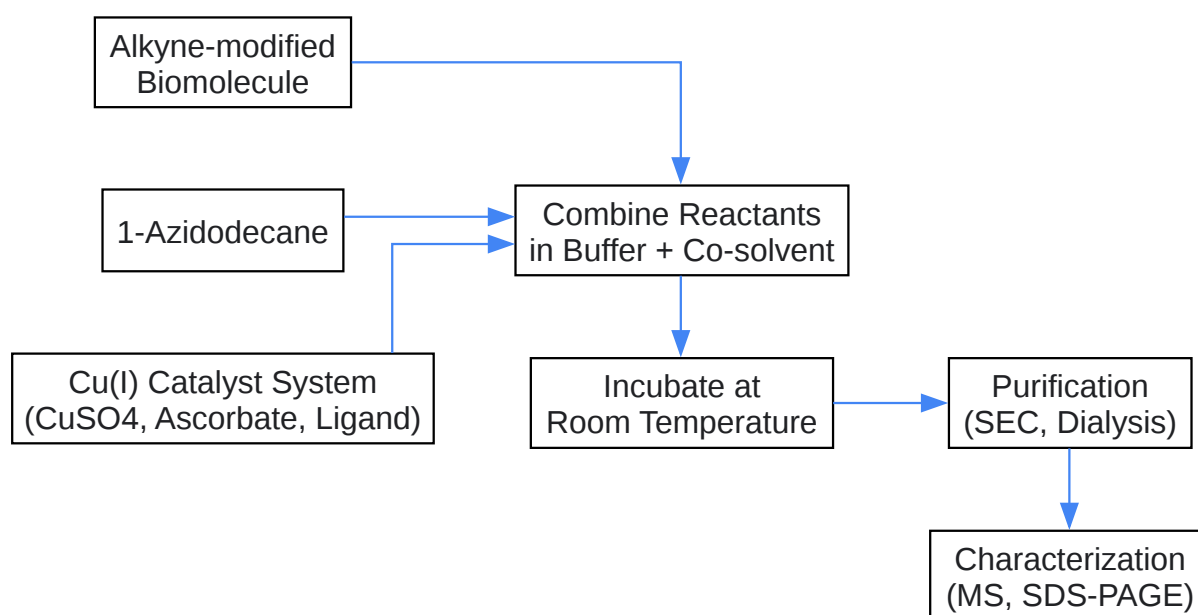 Alkyne-modified
Biomolecule
1-Azidodecane
Combine Reactants
in Buffer + Co-solvent
Cu(I) Catalyst System
(CuSO4, Ascorbate, Ligand)
Incubate at
Room Temperature
Purification
(SEC, Dialysis)
Characterization
(MS, SDS-PAGE)